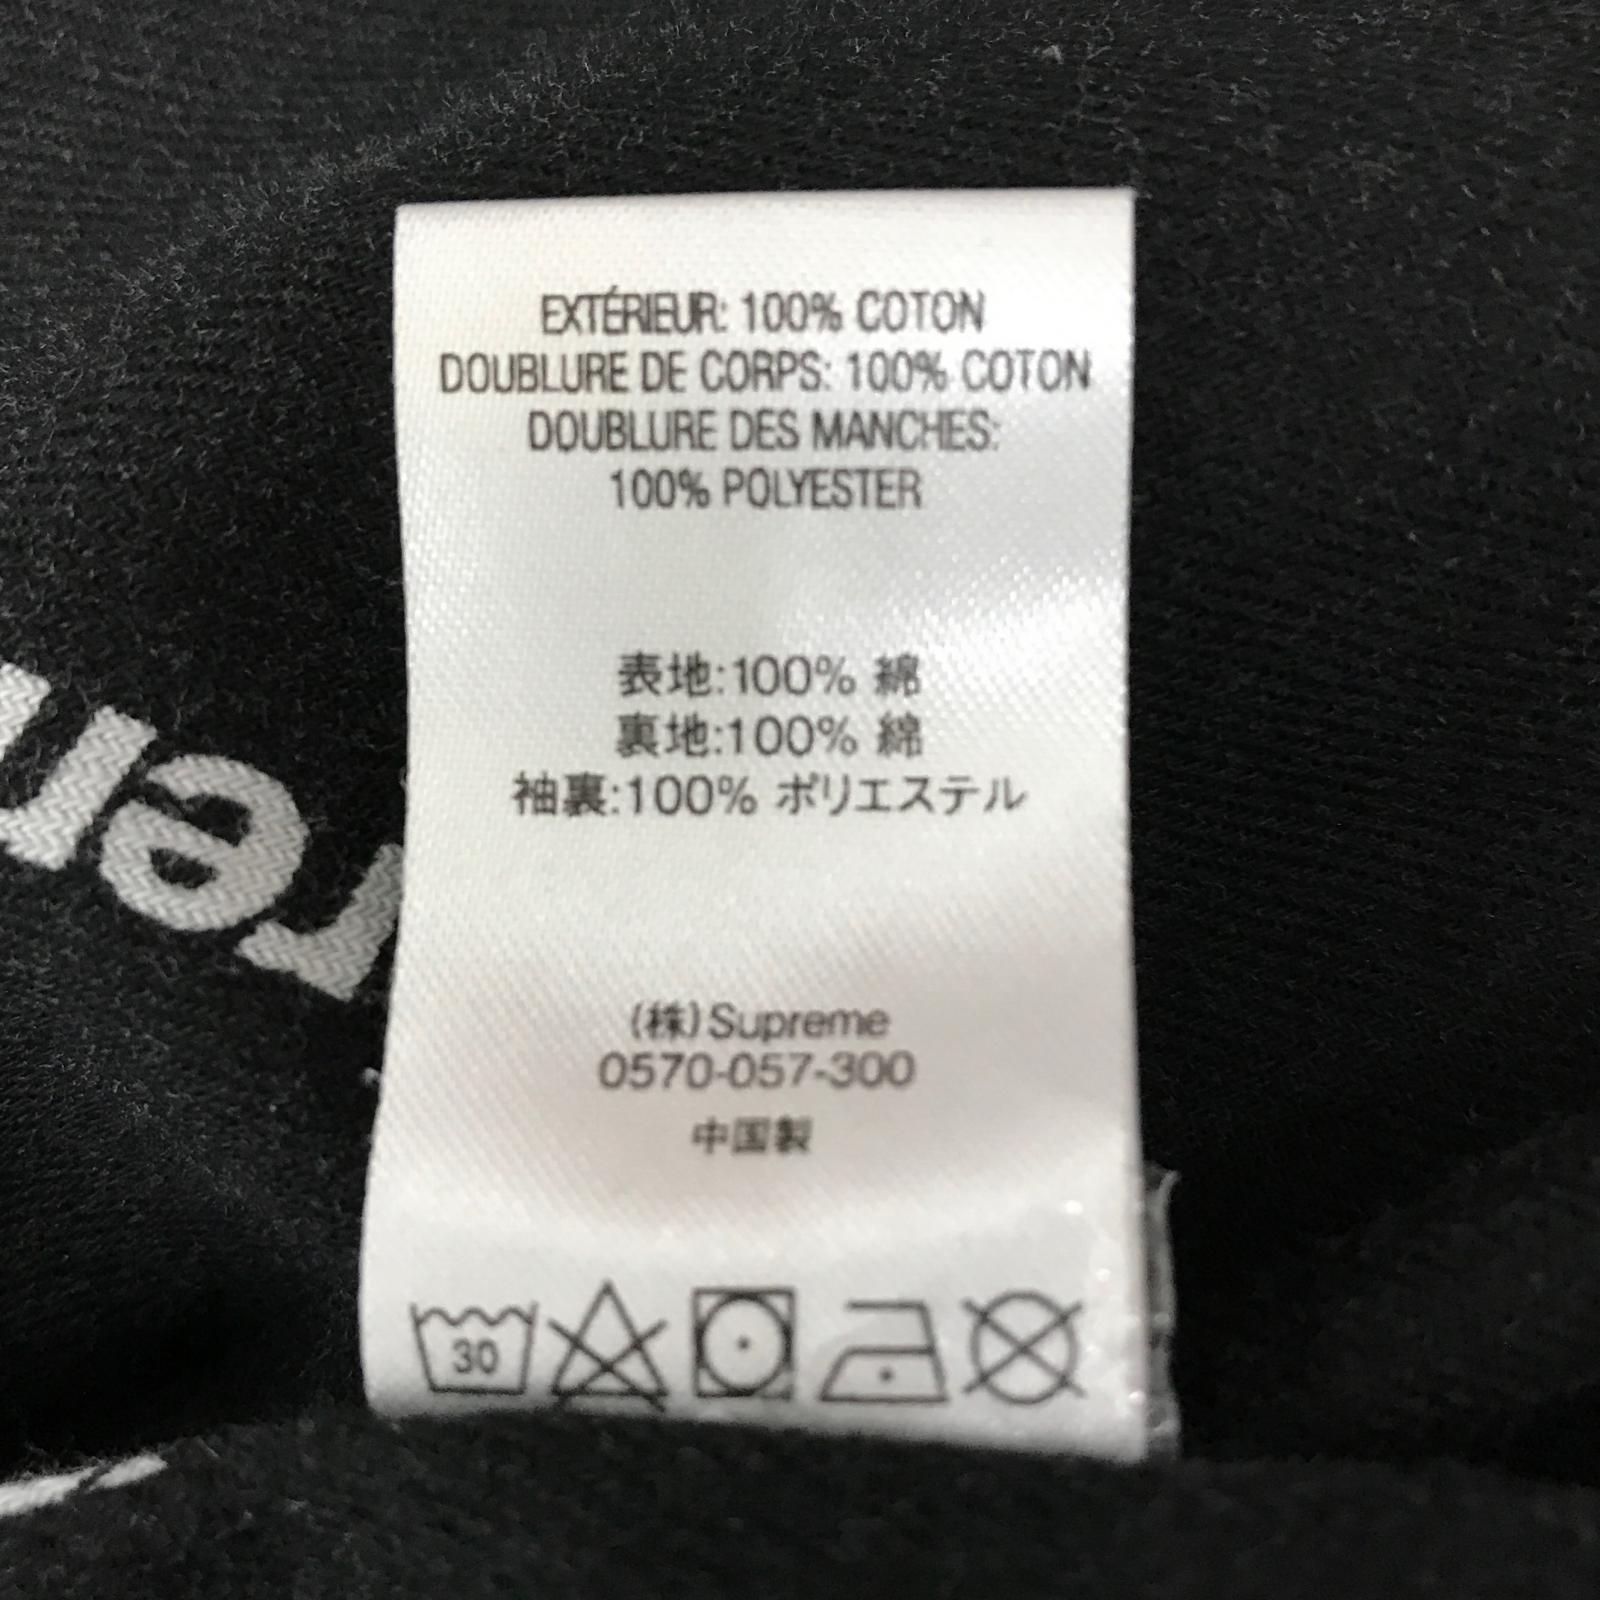 EXTÉRIEUR: 100% COTON
DOUBLURE DE CORPS: 100% COTON
DOUBLURE DES MANCHES:
100% POLYESTER
表地:100% 綿
裏地:100% 綿
袖裏:100% ポリエステル
(株)Supreme
0570-057-300
中国製
30